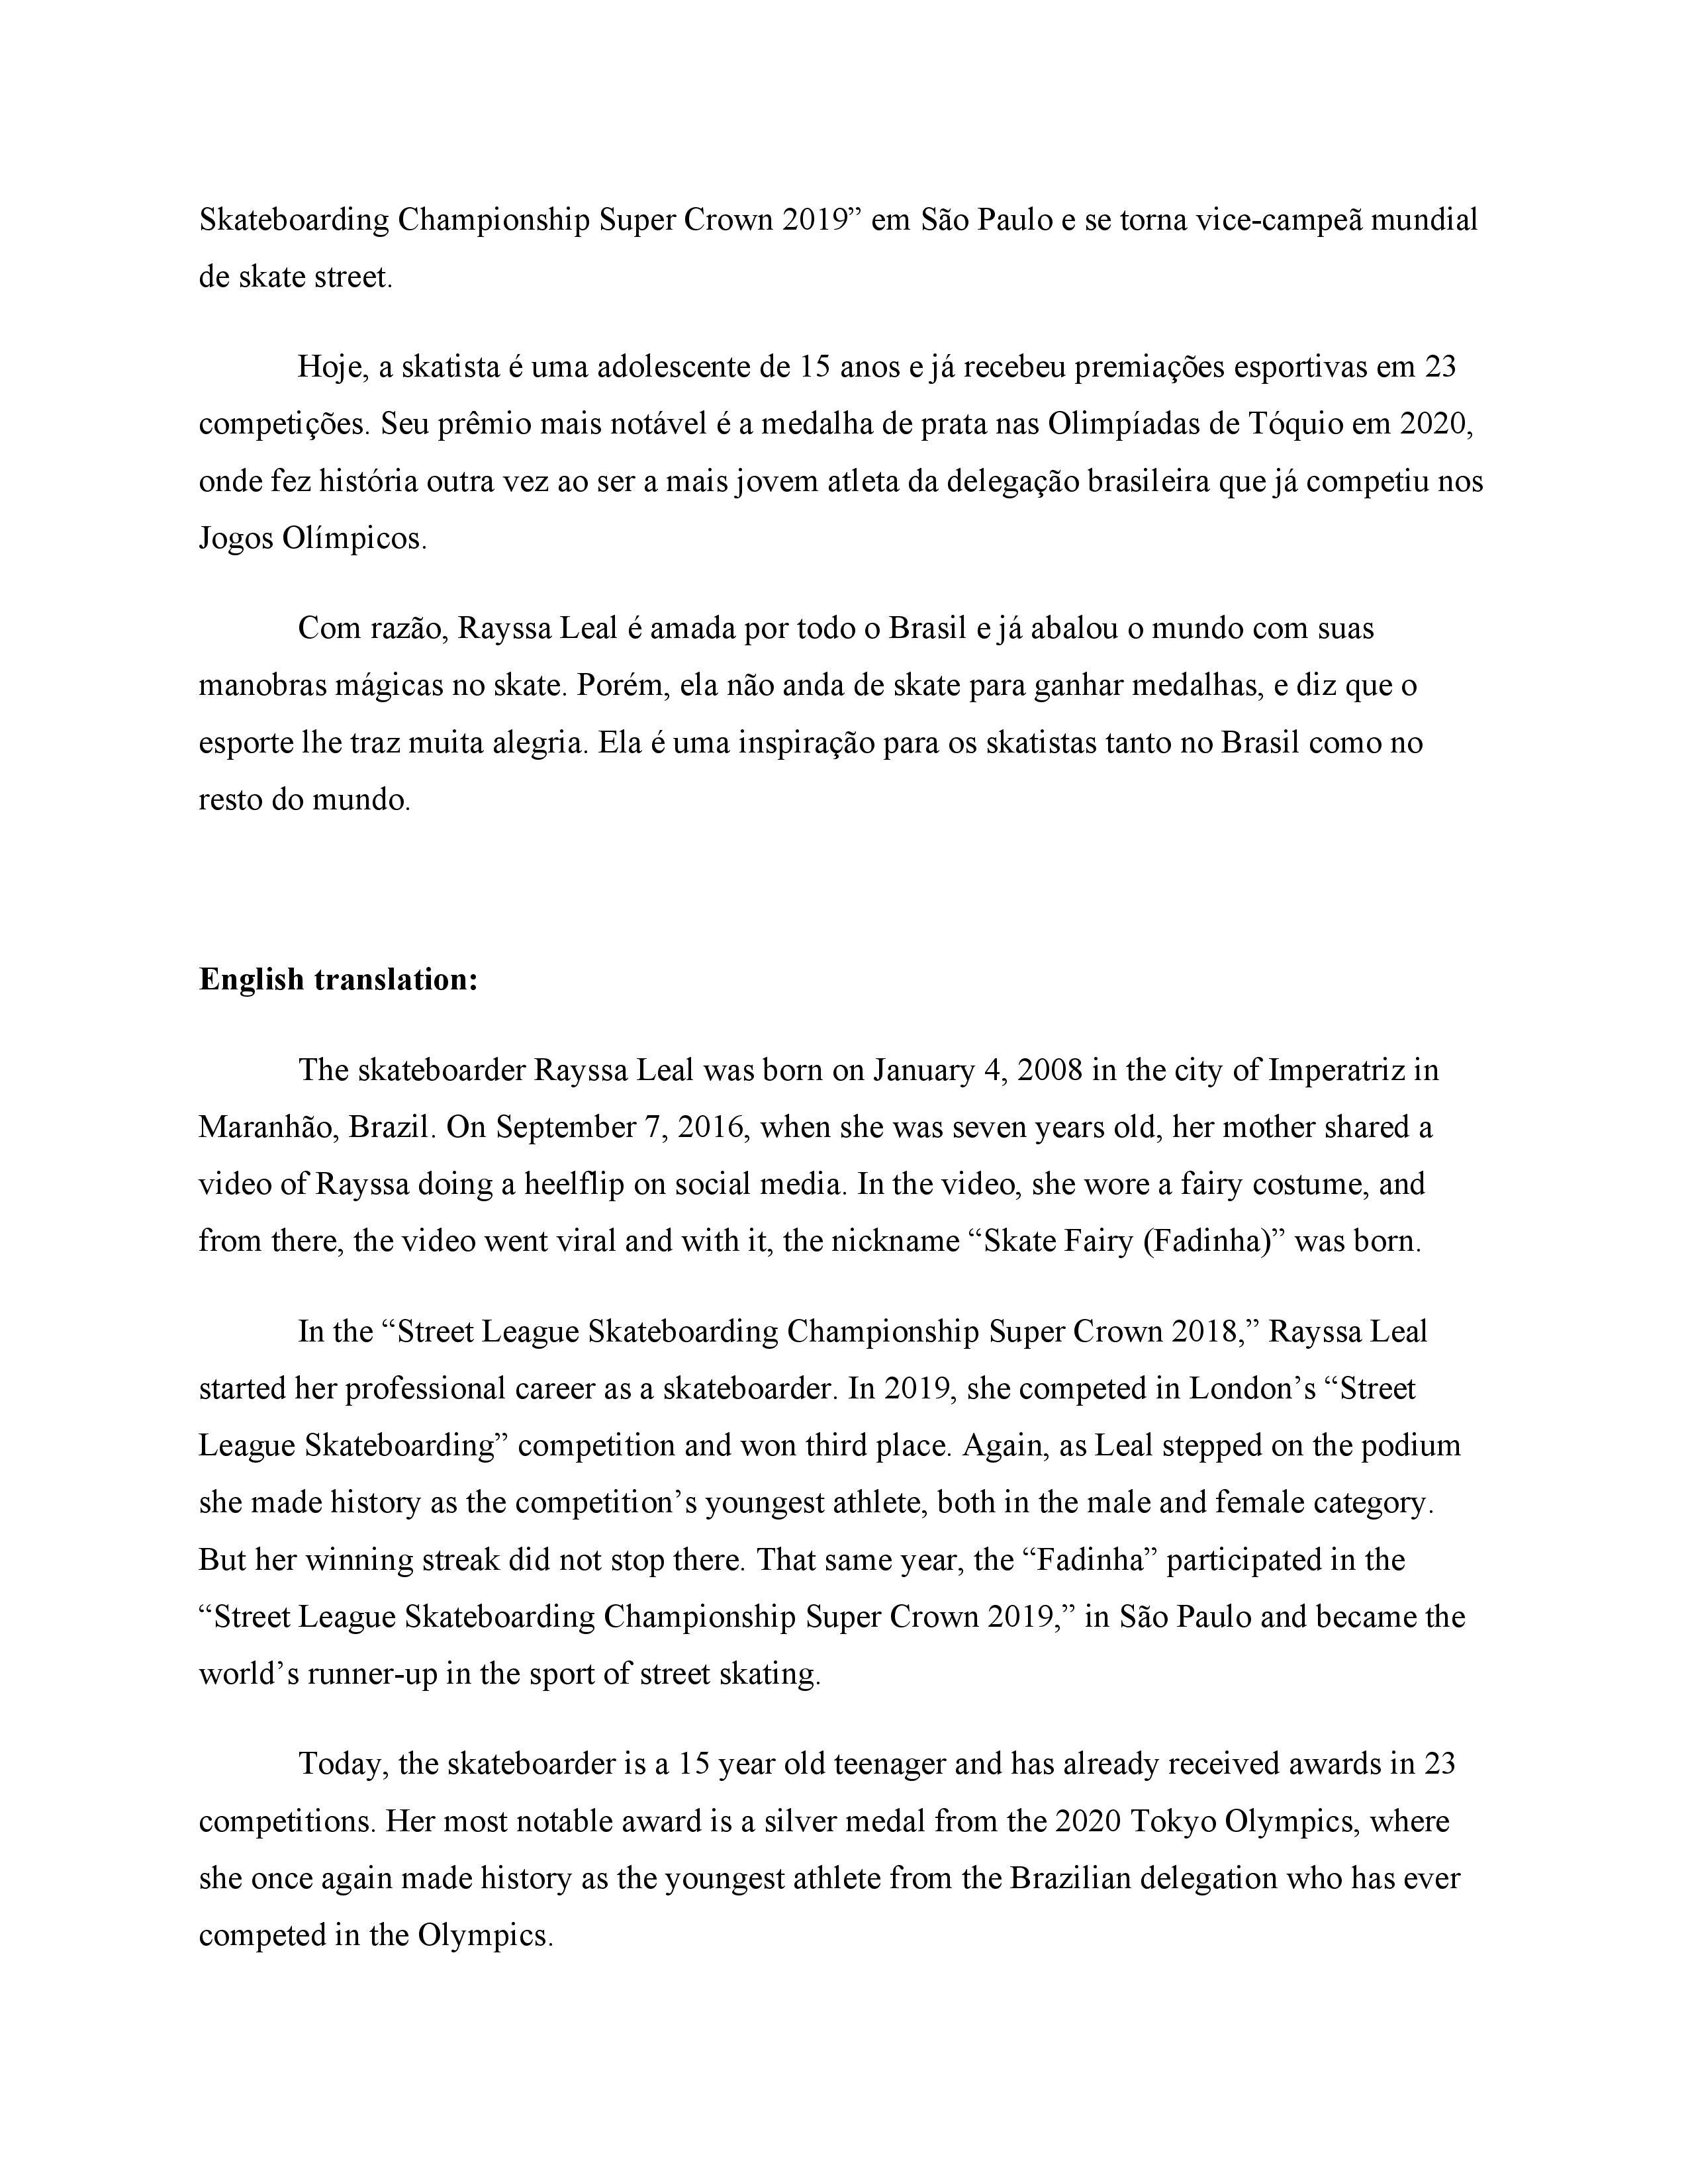 Skateboarding Championship Super Crown 2019” em São Paulo e se torna vice-campeã mundial
de skate street.
Hoje, a skatista é uma adolescente de 15 anos e já recebeu premiações esportivas em 23
competições. Seu prêmio mais notável é a medalha de prata nas Olimpíadas de Tóquio em 2020,
onde fez história outra vez ao ser a mais jovem atleta da delegação brasileira que já competiu nos
Jogos Olímpicos.
Com razão, Rayssa Leal é amada por todo o Brasil e já abalou o mundo com suas
manobras mágicas no skate. Porém, ela não anda de skate para ganhar medalhas, e diz que o
esporte lhe traz muita alegria. Ela é uma inspiração para os skatistas tanto no Brasil como no
resto do mundo.
English translation:
The skateboarder Rayssa Leal was born on January 4, 2008 in the city of Imperatriz in
Maranhão, Brazil. On September 7, 2016, when she was seven years old, her mother shared a
video of Rayssa doing a heelflip on social media. In the video, she wore a fairy costume, and
from there, the video went viral and with it, the nickname “Skate Fairy (Fadinha)” was born.
In the “Street League Skateboarding Championship Super Crown 2018,” Rayssa Leal
started her professional career as a skateboarder. In 2019, she competed in London’s “Street
League Skateboarding” competition and won third place. Again, as Leal stepped on the podium
she made history as the competition’s youngest athlete, both in the male and female category.
But her winning streak did not stop there. That same year, the “Fadinha” participated in the
“Street League Skateboarding Championship Super Crown 2019,” in São Paulo and became the
world’s runner-up in the sport of street skating.
Today, the skateboarder is a 15 year old teenager and has already received awards in 23
competitions. Her most notable award is a silver medal from the 2020 Tokyo Olympics, where
she once again made history as the youngest athlete from the Brazilian delegation who has ever
competed in the Olympics.